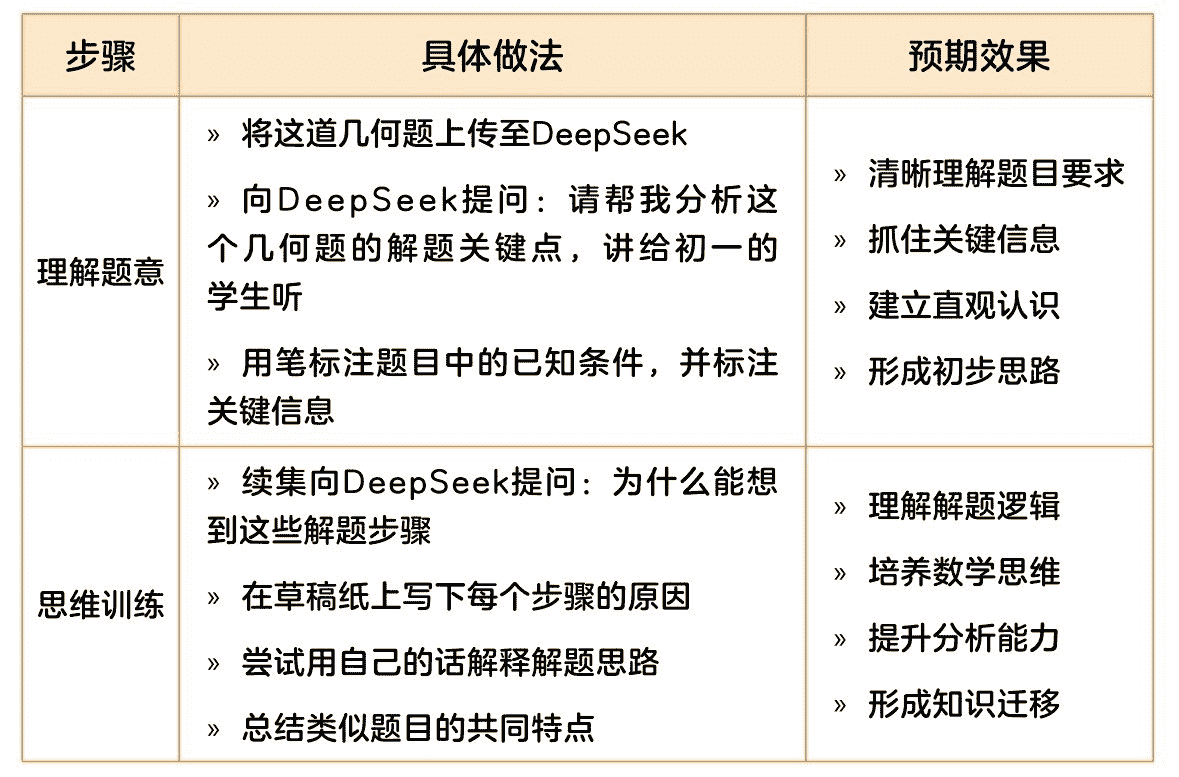 步骤
具体做法
预期效果
理解题意
» 将这道几何题上传至DeepSeek
» 向DeepSeek提问：请帮我分析这
个几何题的解题关键点，讲给初一的
学生听
» 用笔标注题目中的已知条件，并标注
关键信息
» 清晰理解题目要求
» 抓住关键信息
» 建立直观认识
» 形成初步思路
思维训练
» 续集向DeepSeek提问：为什么能想
到这些解题步骤
» 在草稿纸上写下每个步骤的原因
» 尝试用自己的话解释解题思路
» 总结类似题目的共同特点
» 理解解题逻辑
» 培养数学思维
» 提升分析能力
» 形成知识迁移